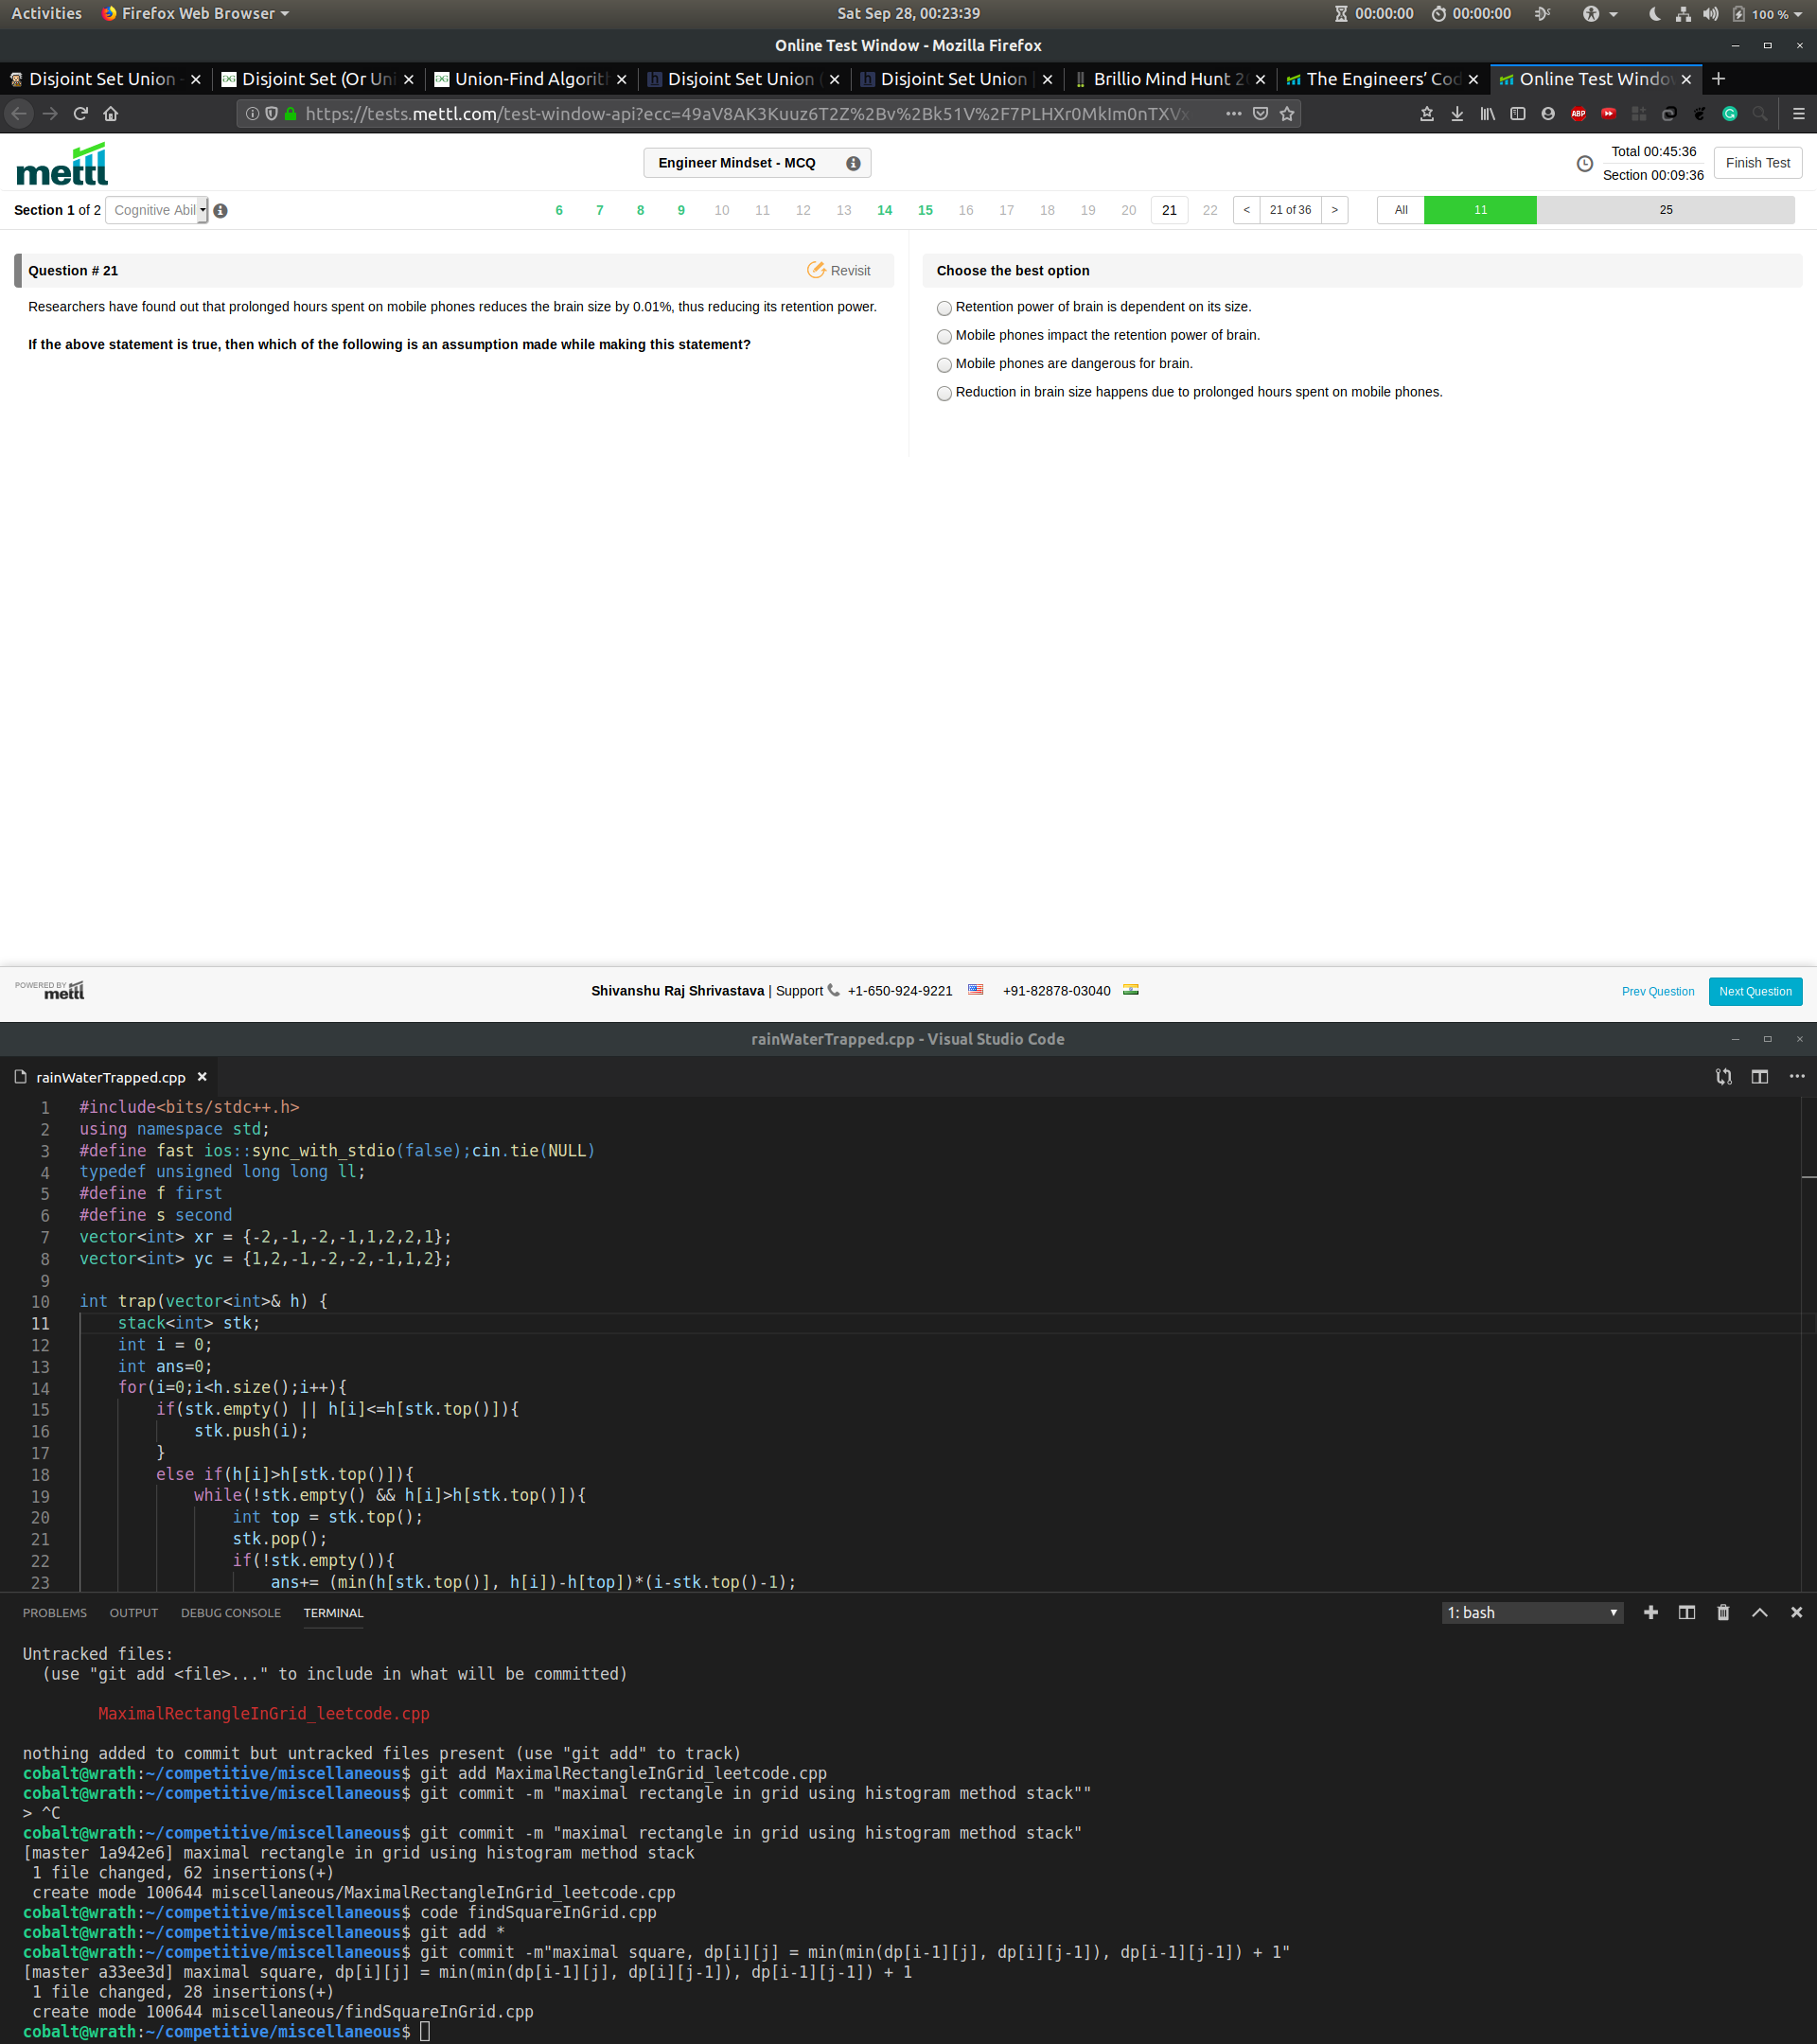 Activities Firefox Web Browser Sat Sep 28, 00:23:39 00:00:00 00:00:00 100 %
Online Test Window - Mozilla Firefox
Disjoint Set Union - Disjoint Set (Or Uni Union-Find Algorit Disjoint Set Union ( Disjoint Set Union | Brillio Mind Hunt 20 The Engineers' Cod Online Test Window
https://tests.mettl.com/test-window-api?ecc=49aV8AK3Kuuz6T2Z%2Bv%2Bk51V%2F7PLHXr0MkIm0nTXVx ABP
mettl Engineer Mindset - MCQ Total 00:45:36 Finish Test
Section 00:09:36
Section 1 of 2 Cognitive Abil 6 7 8 9 10 11 12 13 14 15 16 17 18 19 20 21 22 < 21 of 36 > All 11 25
Question # 21 Revisit
Researchers have found out that prolonged hours spent on mobile phones reduces the brain size by 0.01%, thus reducing its retention power.
If the above statement is true, then which of the following is an assumption made while making this statement?
Choose the best option
Retention power of brain is dependent on its size.
Mobile phones impact the retention power of brain.
Mobile phones are dangerous for brain.
Reduction in brain size happens due to prolonged hours spent on mobile phones.
POWERED BY mettl Shivanshu Raj Shrivastava | Support +1-650-924-9221 +91-82878-03040 Prev Question Next Question
rainWaterTrapped.cpp - Visual Studio Code
rainWaterTrapped.cpp
1 #include<bits/stdc++.h>
2 using namespace std;
3 #define fast ios::sync_with_stdio(false);cin.tie(NULL)
4 typedef unsigned long long ll;
5 #define f first
6 #define s second
7 vector<int> xr = {-2,-1,-2,-1,1,2,2,1};
8 vector<int> yc = {1,2,-1,-2,-2,-1,1,2};
9
10 int trap(vector<int>& h) {
11 stack<int> stk;
12 int i = 0;
13 int ans=0;
14 for(i=0;i<h.size();i++){
15 if(stk.empty() || h[i]<=h[stk.top()]){
16 stk.push(i);
17 }
18 else if(h[i]>h[stk.top()]){
19 while(!stk.empty() && h[i]>h[stk.top()]){
20 int top = stk.top();
21 stk.pop();
22 if(!stk.empty()){
23 ans+= (min(h[stk.top()], h[i])-h[top])*(i-stk.top()-1);
PROBLEMS OUTPUT DEBUG CONSOLE TERMINAL 1: bash
Untracked files:
(use "git add <file>..." to include in what will be committed)
MaximalRectangleInGrid_leetcode.cpp
nothing added to commit but untracked files present (use "git add" to track)
cobalt@wrath:~/competitive/miscellaneous$ git add MaximalRectangleInGrid_leetcode.cpp
cobalt@wrath:~/competitive/miscellaneous$ git commit -m "maximal rectangle in grid using histogram method stack""
> ^C
cobalt@wrath:~/competitive/miscellaneous$ git commit -m "maximal rectangle in grid using histogram method stack"
[master 1a942e6] maximal rectangle in grid using histogram method stack
1 file changed, 62 insertions(+)
create mode 100644 miscellaneous/MaximalRectangleInGrid_leetcode.cpp
cobalt@wrath:~/competitive/miscellaneous$ code findSquareInGrid.cpp
cobalt@wrath:~/competitive/miscellaneous$ git add *
cobalt@wrath:~/competitive/miscellaneous$ git commit -m"maximal square, dp[i][j] = min(min(dp[i-1][j], dp[i][j-1]), dp[i-1][j-1]) + 1"
[master a33ee3d] maximal square, dp[i][j] = min(min(dp[i-1][j], dp[i][j-1]), dp[i-1][j-1]) + 1
1 file changed, 28 insertions(+)
create mode 100644 miscellaneous/findSquareInGrid.cpp
cobalt@wrath:~/competitive/miscellaneous$